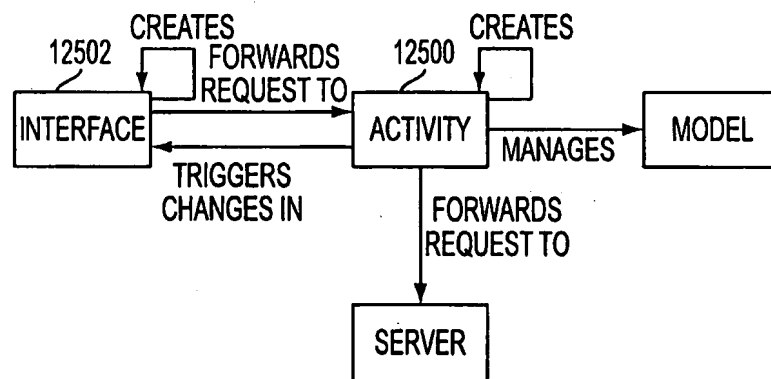 CREATES
12502
FORWARDS
REQUEST TO
12500
CREATES
INTERFACE
ACTIVITY
MODEL
MANAGES
TRIGGERS
CHANGES IN
FORWARDS
REQUEST TO
SERVER